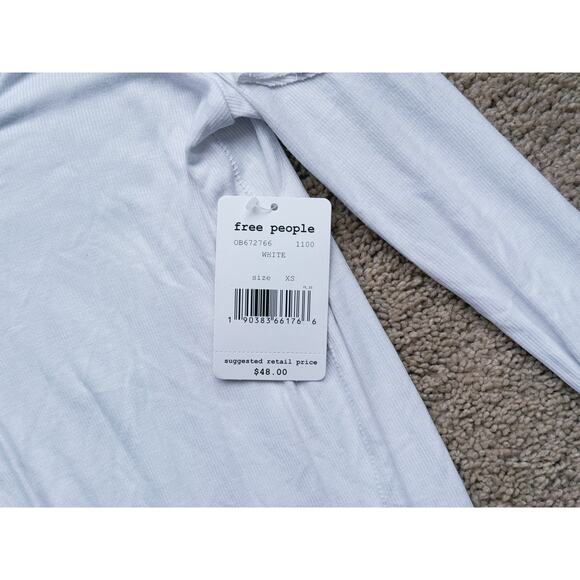 free people
OB672766 1100
WHITE
size XS
1 90383 66176 6
suggested retail price
$48.00